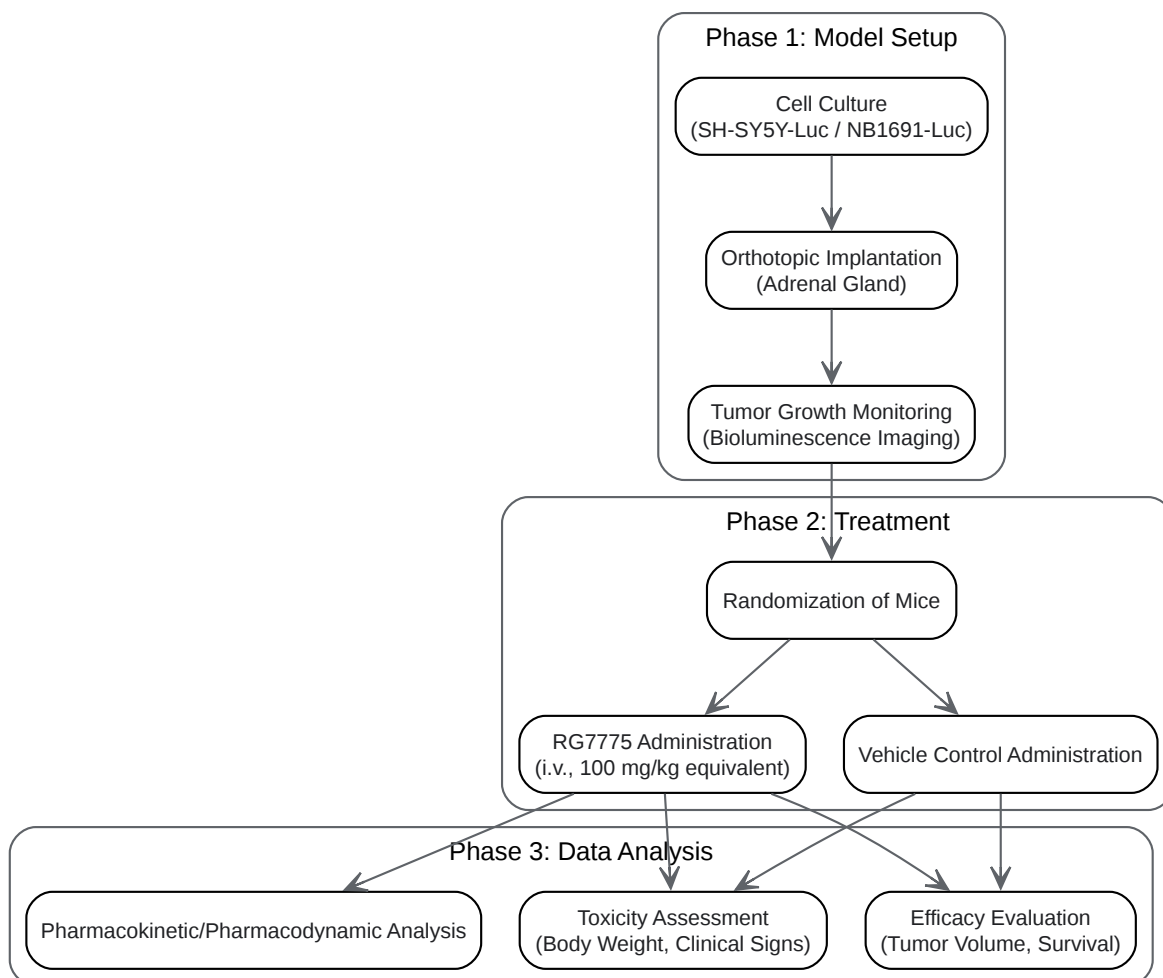 Phase 1: Model Setup
Cell Culture
(SH-SY5Y-Luc / NB1691-Luc)
Orthotopic Implantation
(Adrenal Gland)
Tumor Growth Monitoring
(Bioluminescence Imaging)
Phase 2: Treatment
Randomization of Mice
RG7775 Administration
(i.v., 100 mg/kg equivalent)
Vehicle Control Administration
Phase 3: Data Analysis
Pharmacokinetic/Pharmacodynamic Analysis
Toxicity Assessment
(Body Weight, Clinical Signs)
Efficacy Evaluation
(Tumor Volume, Survival)